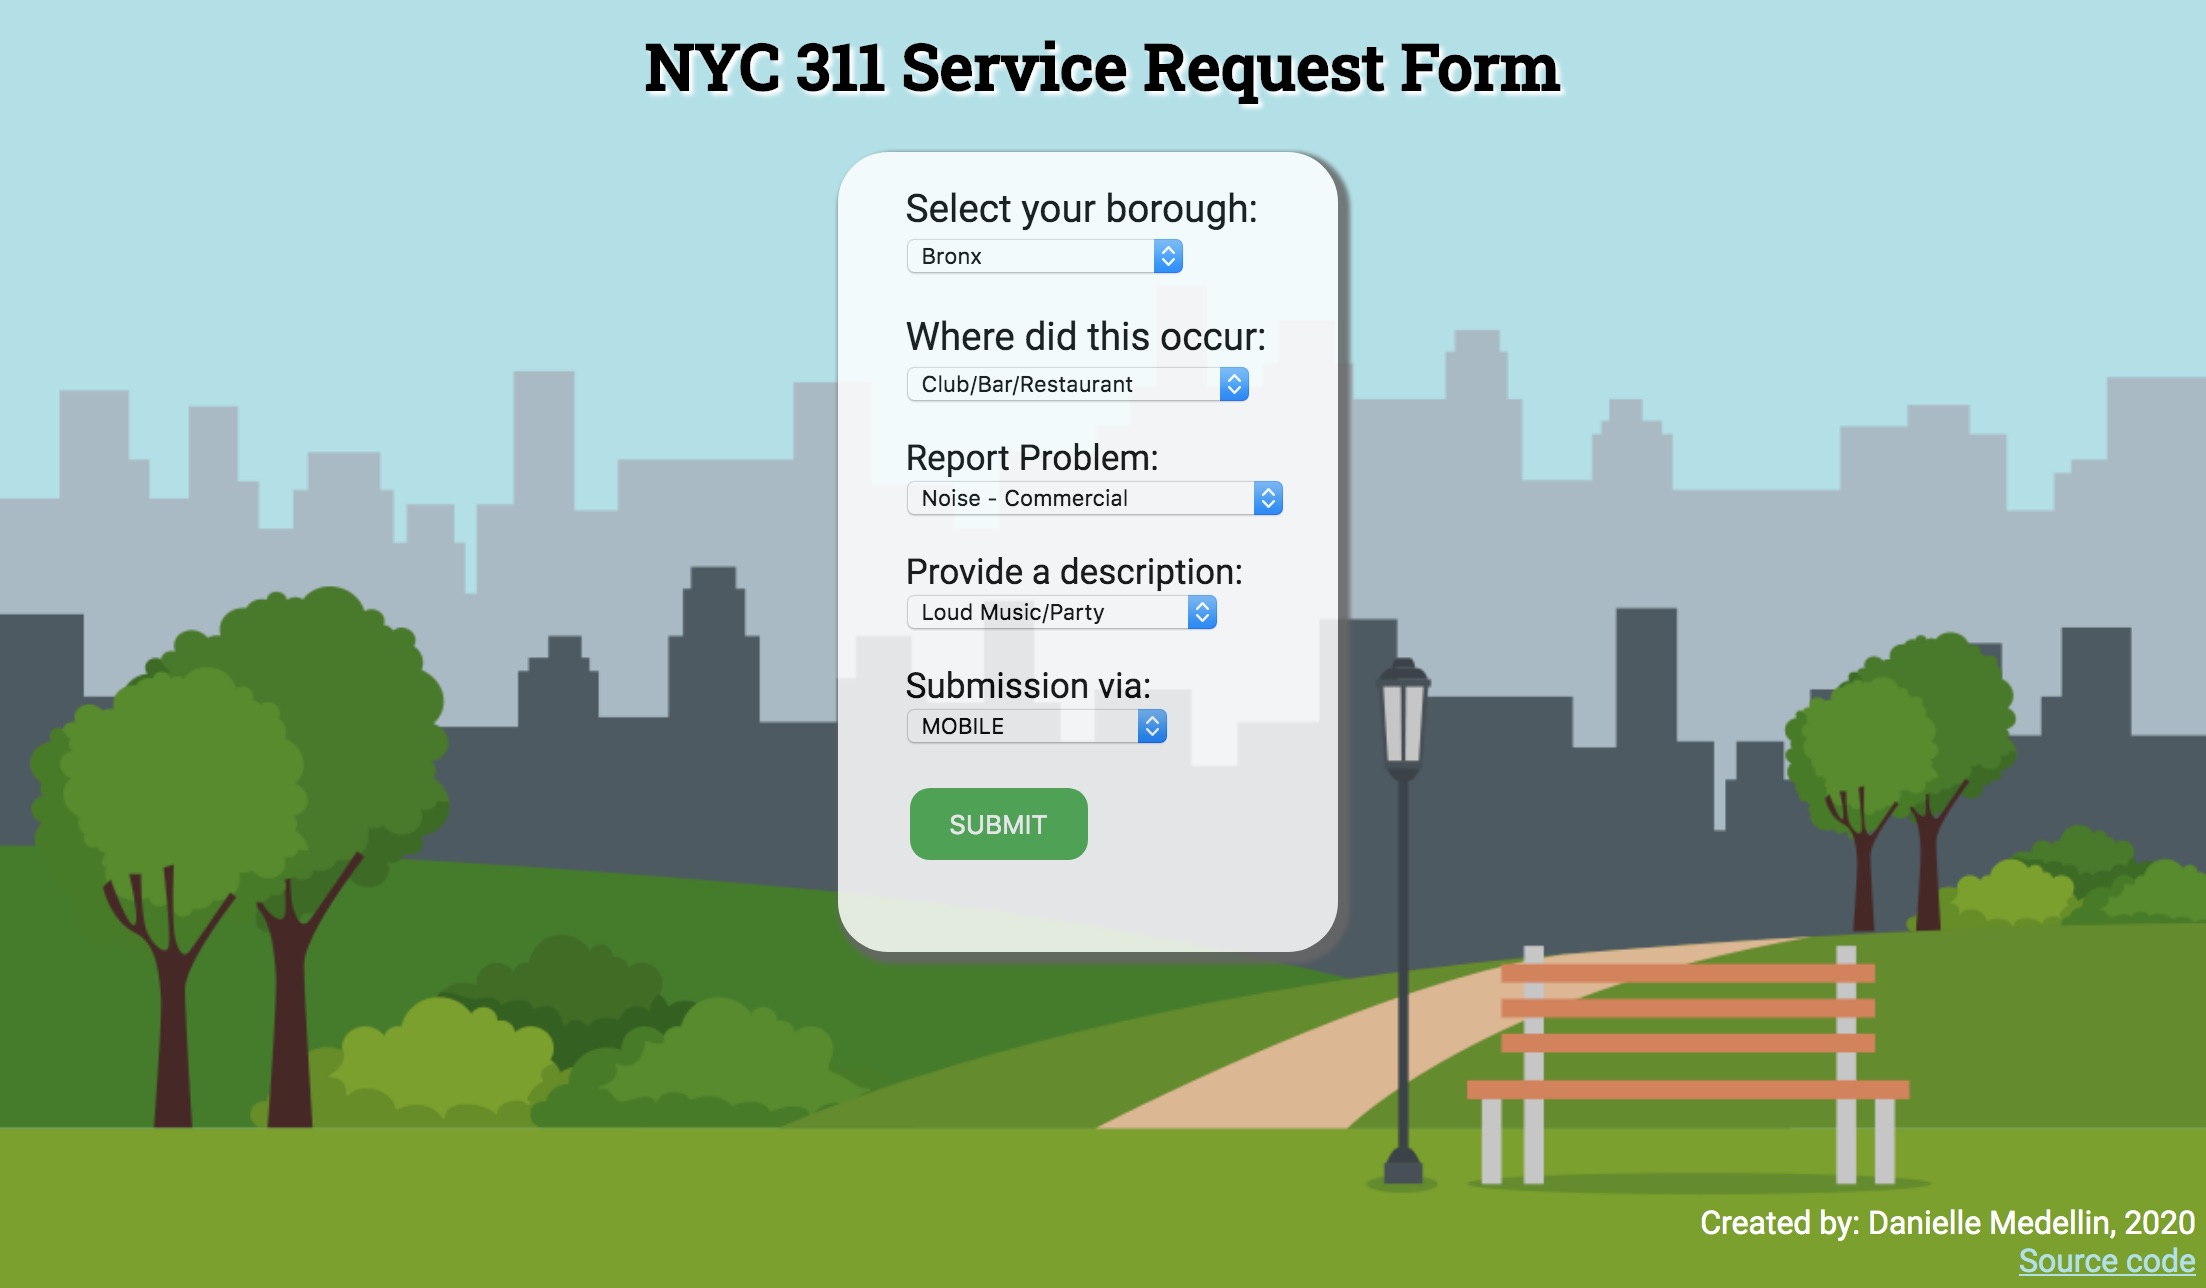 NYC 311 Service Request Form
Select your borough:
Bronx
Where did this occur:
Club/Bar/Restaurant
Report Problem:
Noise - Commercial
Provide a description:
Loud Music/Party
Submission via:
MOBILE
SUBMIT
Created by: Danielle Medellin, 2020
Source code